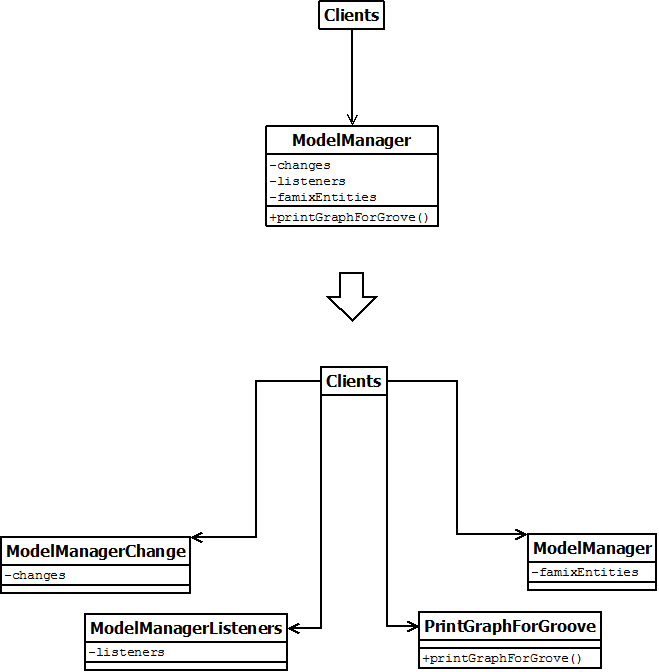 Clients
ModelManager
-changes
-listeners
-famixEntities
+printGraphForGrove()
Clients
ModelManagerChange
-changes
ModelManager
-famixEntities
ModelManagerListeners
-listeners
PrintGraphForGroove
+printGraphForGrove()